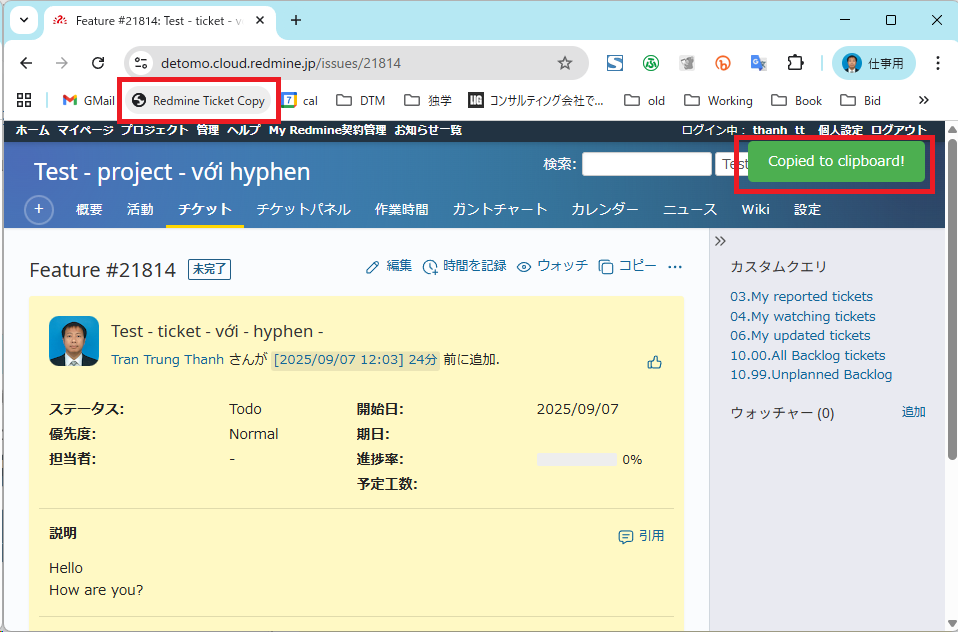 Feature #21814: Test - ticket - v
detomo.cloud.redmine.jp/issues/21814
仕事用
GMail
Redmine Ticket Copy
7 cal
DTM
独学
UG コンサルティング会社で...
old
Working
Book
Bid
ホーム マイページ プロジェクト 管理 ヘルプ My Redmine契約管理 お知らせ一覧
ログイン中： thanh_tt 個人設定 ログアウト
Test - project - với hyphen
検索:
Test
Copied to clipboard!
+ 概要 活動 チケット チケットパネル 作業時間 ガントチャート カレンダー ニュース Wiki 設定
Feature #21814 未完了
編集 時間を記録 ウォッチ コピー ...
Test - ticket - với - hyphen -
Tran Trung Thanh さんが [2025/09/07 12:03] 24分 前に追加.
ステータス: Todo 開始日: 2025/09/07
優先度: Normal 期日:
担当者: - 進捗率: 0%
予定工数:
説明
引用
Hello
How are you?
»
カスタムクエリ
03.My reported tickets
04.My watching tickets
06.My updated tickets
10.00.All Backlog tickets
10.99.Unplanned Backlog
ウォッチャー (0) 追加